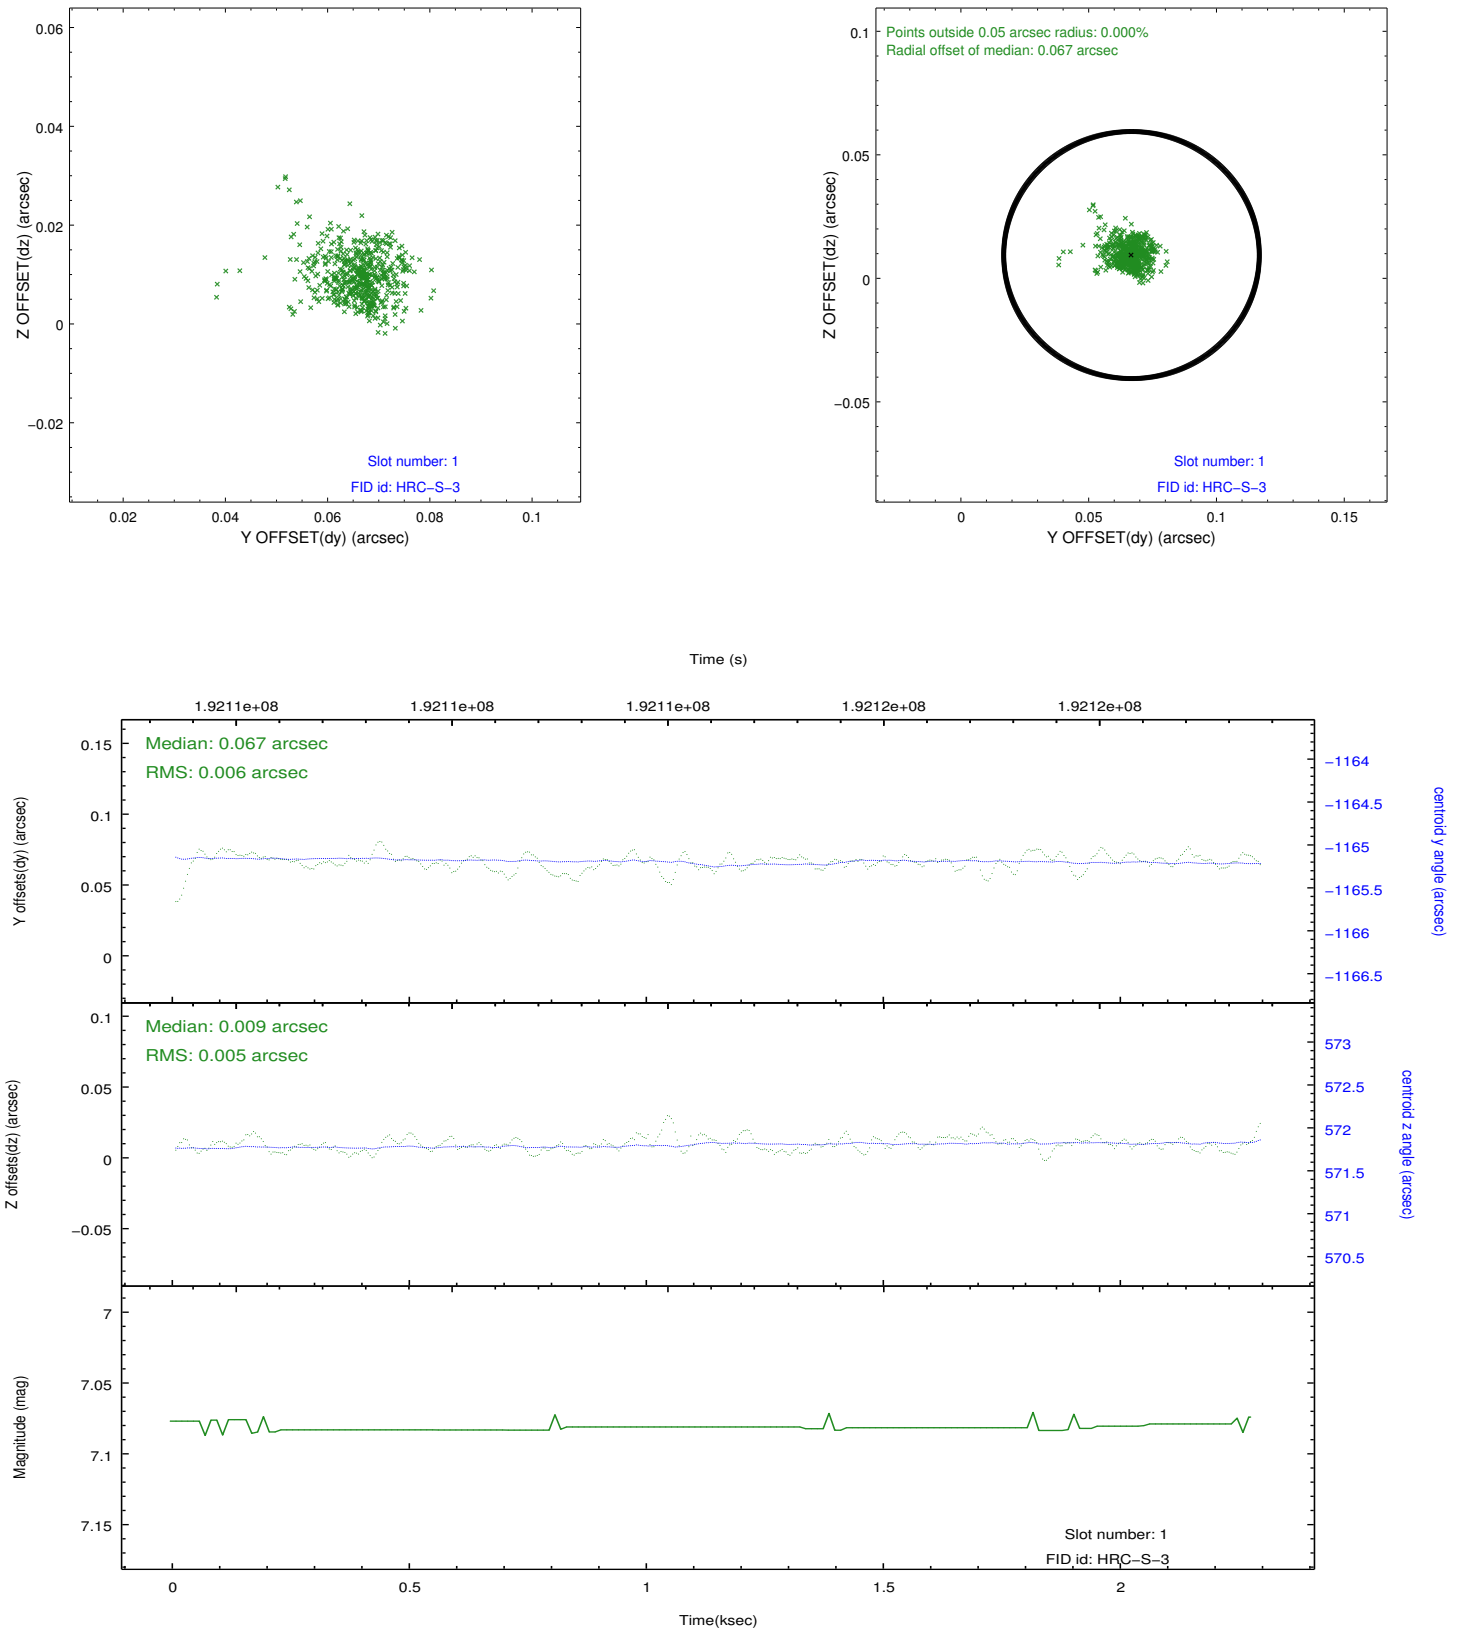 0.06
0.04
0.02
0
−0.02
Z OFFSET(dz) (arcsec)
Slot number: 1
FID id: HRC−S−3
0.02 0.04 0.06 0.08 0.1
Y OFFSET(dy) (arcsec)
Points outside 0.05 arcsec radius: 0.000%
Radial offset of median: 0.067 arcsec
0.1
0.05
0
−0.05
Z OFFSET(dz) (arcsec)
Slot number: 1
FID id: HRC−S−3
0 0.05 0.1 0.15
Y OFFSET(dy) (arcsec)
Time (s)
1.9211e+08 1.9211e+08 1.9211e+08 1.9212e+08 1.9212e+08
Median: 0.067 arcsec
RMS: 0.006 arcsec
0.15
0.1
0.05
0
Y offsets(dy) (arcsec)
−1164
−1164.5
−1165
−1165.5
−1166
−1166.5
centroid y angle (arcsec)
Median: 0.009 arcsec
RMS: 0.005 arcsec
0.1
0.05
0
−0.05
Z offsets(dz) (arcsec)
573
572.5
572
571.5
571
570.5
centroid z angle (arcsec)
7
7.05
7.1
7.15
Magnitude (mag)
Slot number: 1
FID id: HRC−S−3
0 0.5 1 1.5 2
Time(ksec)